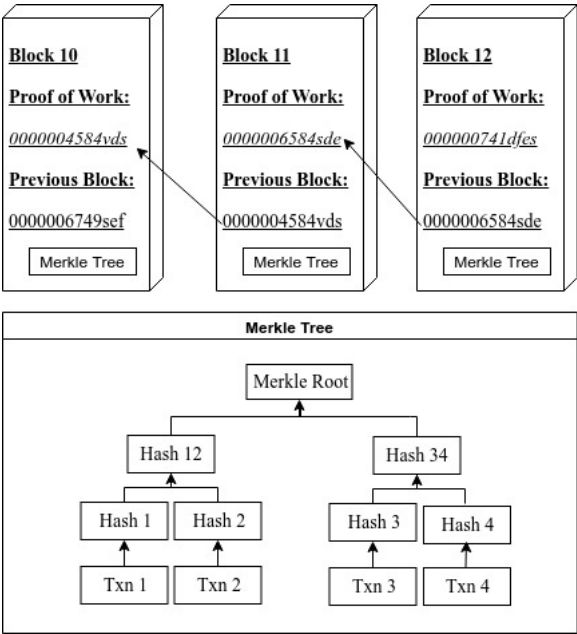 Block 10
Proof of Work:
0000004584vds
Previous Block:
0000006749sef
Merkle Tree
Block 11
Proof of Work:
0000006584sde
Previous Block:
0000004584vds
Merkle Tree
Block 12
Proof of Work:
000000741dfes
Previous Block:
0000006584sde
Merkle Tree
Merkle Tree
Merkle Root
Hash 12
Hash 34
Hash 1
Hash 2
Hash 3
Hash 4
Txn 1
Txn 2
Txn 3
Txn 4